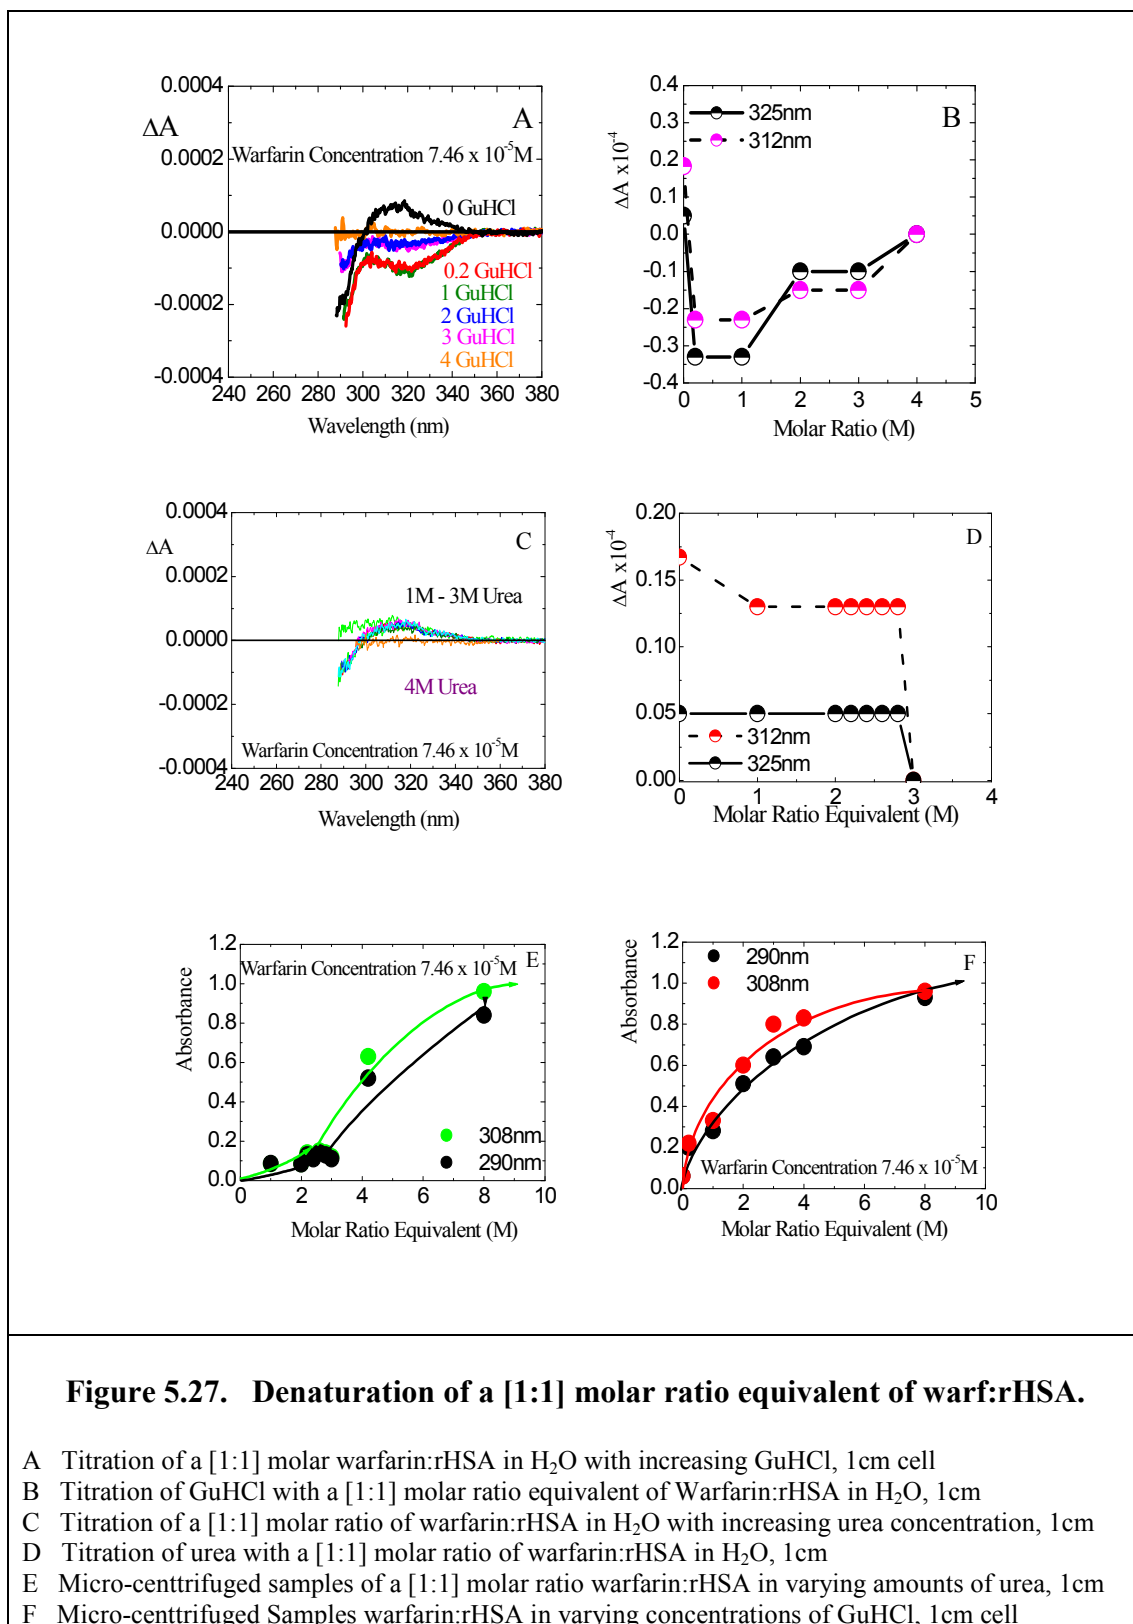 0.0004
0.0002
0.0000
-0.0002
-0.0004
ΔA
A
Warfarin Concentration 7.46 x 10-5M
0 GuHCl
0.2 GuHCl
1 GuHCl
2 GuHCl
3 GuHCl
4 GuHCl
240 260 280 300 320 340 360 380
Wavelength (nm)
0.4
0.3
0.2
0.1
0.0
-0.1
-0.2
-0.3
-0.4
ΔA x10-4
325nm
312nm
B
0 1 2 3 4 5
Molar Ratio (M)
0.0004
0.0002
0.0000
-0.0002
-0.0004
ΔA
C
1M - 3M Urea
4M Urea
Warfarin Concentration 7.46 x 10-5M
240 260 280 300 320 340 360 380
Wavelength (nm)
0.20
0.15
0.10
0.05
0.00
ΔA x10-4
D
312nm
325nm
0 1 2 3 4
Molar Ratio Equivalent (M)
1.2
1.0
0.8
0.6
0.4
0.2
0.0
Absorbance
Warfarin Concentration 7.46 x 10-5M
E
308nm
290nm
0 2 4 6 8 10
Molar Ratio Equivalent (M)
1.2
1.0
0.8
0.6
0.4
0.2
0.0
Absorbance
290nm
308nm
F
Warfarin Concentration 7.46 x 10-5M
0 2 4 6 8 10
Molar Ratio Equivalent (M)
Figure 5.27. Denaturation of a [1:1] molar ratio equivalent of warf:rHSA.
A Titration of a [1:1] molar warfarin:rHSA in H2O with increasing GuHCl, 1cm cell
B Titration of GuHCl with a [1:1] molar ratio equivalent of Warfarin:rHSA in H2O, 1cm
C Titration of a [1:1] molar ratio of warfarin:rHSA in H2O with increasing urea concentration, 1cm
D Titration of urea with a [1:1] molar ratio of warfarin:rHSA in H2O, 1cm
E Micro-centtrifuged samples of a [1:1] molar ratio warfarin:rHSA in varying amounts of urea, 1cm
F Micro-centtrifuged Samples warfarin:rHSA in varying concentrations of GuHCl, 1cm cell